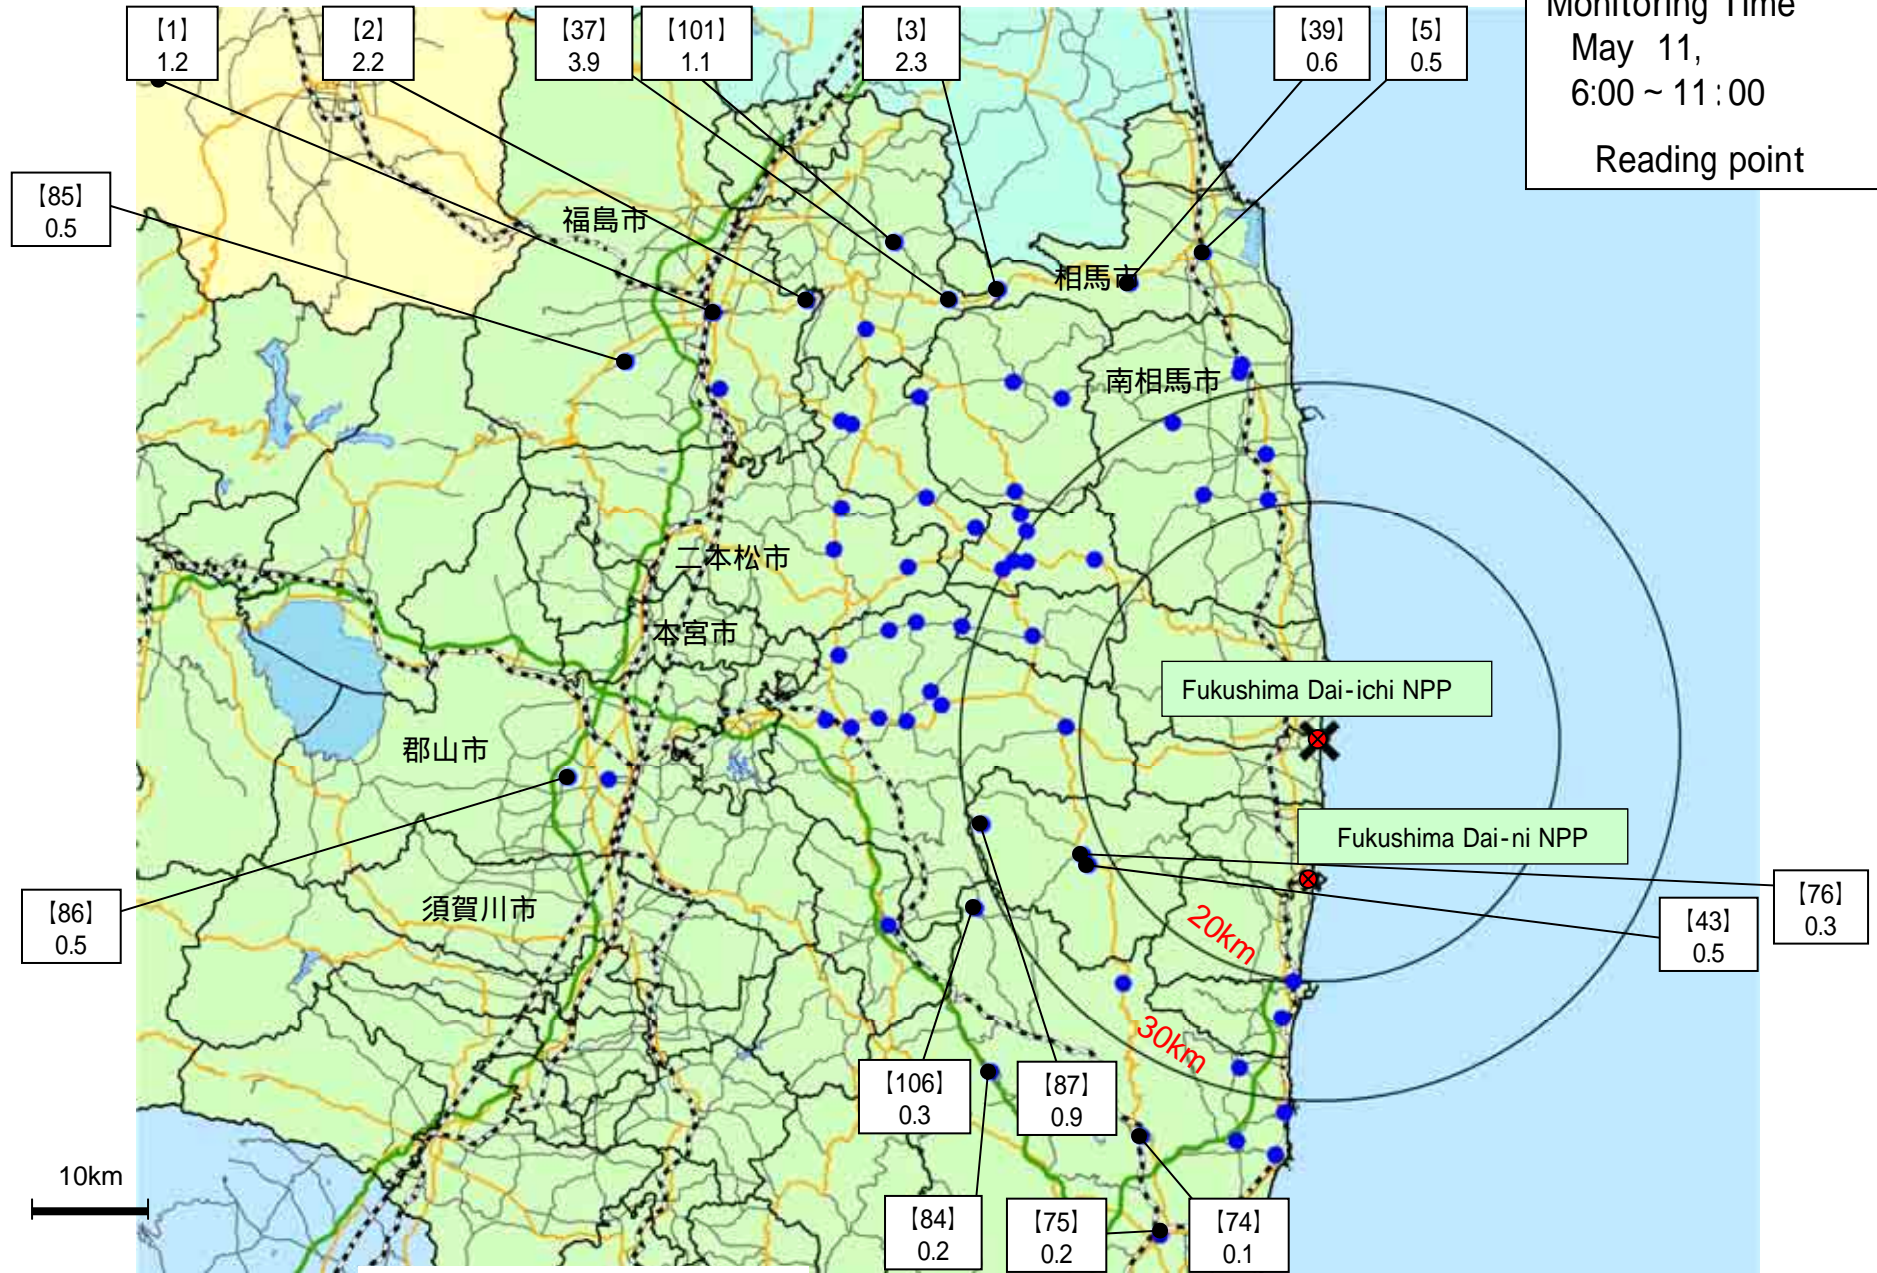 【1】
1.2
【2】
2.2
【37】
3.9
【101】
1.1
【3】
2.3
【39】
0.6
【5】
0.5
Monitoring Time
May 11,
6:00 ~ 11:00
Reading point
【85】
0.5
福島市
相馬市
南相馬市
二本松市
本宮市
Fukushima Dai-ichi NPP
郡山市
Fukushima Dai-ni NPP
【86】
0.5
須賀川市
20km
【76】
0.3
【43】
0.5
30km
【106】
0.3
【87】
0.9
10km
【84】
0.2
【75】
0.2
【74】
0.1